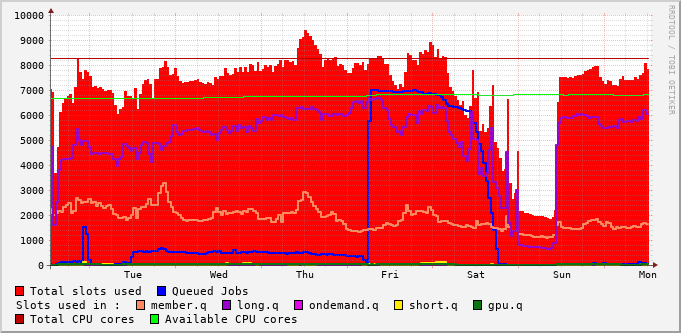 10000
9000
8000
7000
6000
5000
4000
3000
2000
1000
0
Tue Wed Thu Fri Sat Sun Mon
Total slots used Queued Jobs
Slots used in : member.q long.q ondemand.q short.q gpu.q
Total CPU cores Available CPU cores
RRDTOOL / TOBI OETIKER